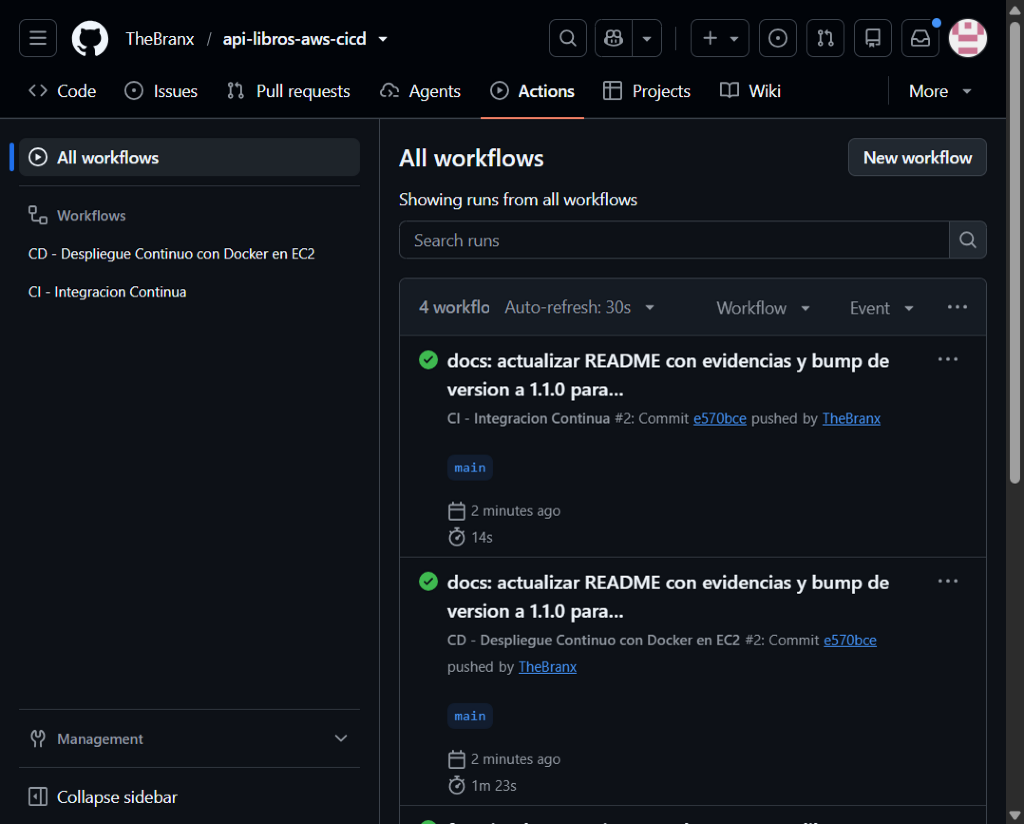 TheBranx / api-libros-aws-cicd
Code Issues Pull requests Agents Actions Projects Wiki More
All workflows
Workflows
CD - Despliegue Continuo con Docker en EC2
CI - Integracion Continua
Management
Collapse sidebar
All workflows
New workflow
Showing runs from all workflows
Search runs
4 workflo Auto-refresh: 30s Workflow Event
docs: actualizar README con evidencias y bump de
version a 1.1.0 para...
CI - Integracion Continua #2: Commit e570bce pushed by TheBranx
main
2 minutes ago
14s
docs: actualizar README con evidencias y bump de
version a 1.1.0 para...
CD - Despliegue Continuo con Docker en EC2 #2: Commit e570bce
pushed by TheBranx
main
2 minutes ago
1m 23s